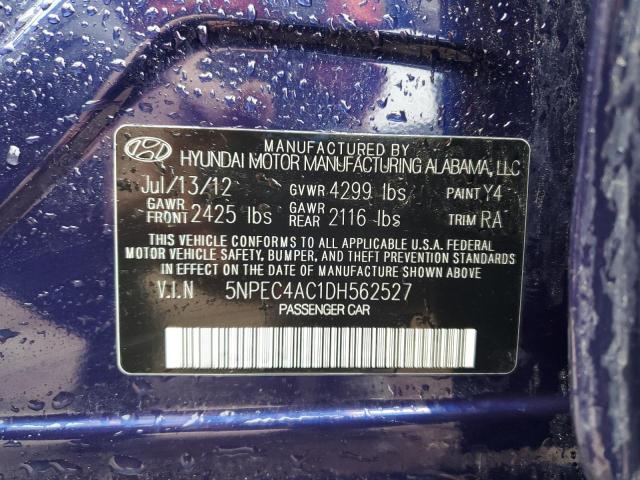 MANUFACTURED BY
HYUNDAI MOTOR MANUFACTURING ALABAMA, LLC
Jul/13/12 GVWR 4299 lbs PAINT Y4
GAWR FRONT 2425 lbs GAWR REAR 2116 lbs TRIM RA
THIS VEHICLE CONFORMS TO ALL APPLICABLE U.S.A. FEDERAL
MOTOR VEHICLE SAFETY, BUMPER, AND THEFT PREVENTION
STANDARDS IN EFFECT ON THE DATE OF MANUFACTURE SHOWN ABOVE.
V.I.N 5NPEC4AC1DH562527
PASSENGER CAR